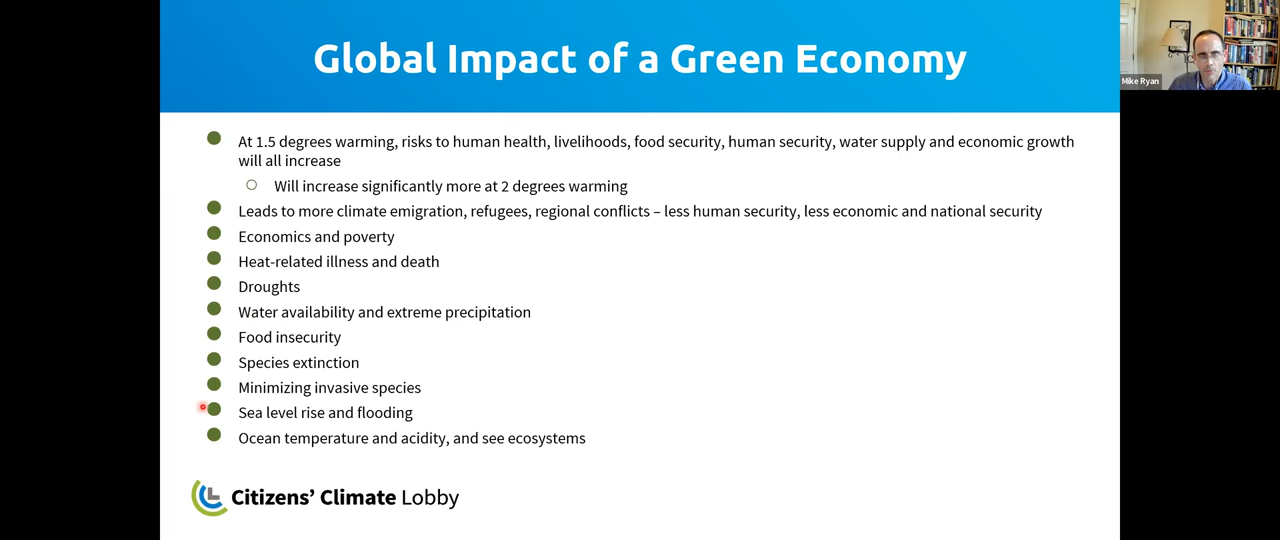 Global Impact of a Green Economy
Mike Ryan
At 1.5 degrees warming, risks to human health, livelihoods, food security, human security, water supply and economic growth
will all increase
Will increase significantly more at 2 degrees warming
Leads to more climate emigration, refugees, regional conflicts – less human security, less economic and national security
Economics and poverty
Heat-related illness and death
Droughts
Water availability and extreme precipitation
Food insecurity
Species extinction
Minimizing invasive species
Sea level rise and flooding
Ocean temperature and acidity, and see ecosystems
Citizens’ Climate Lobby